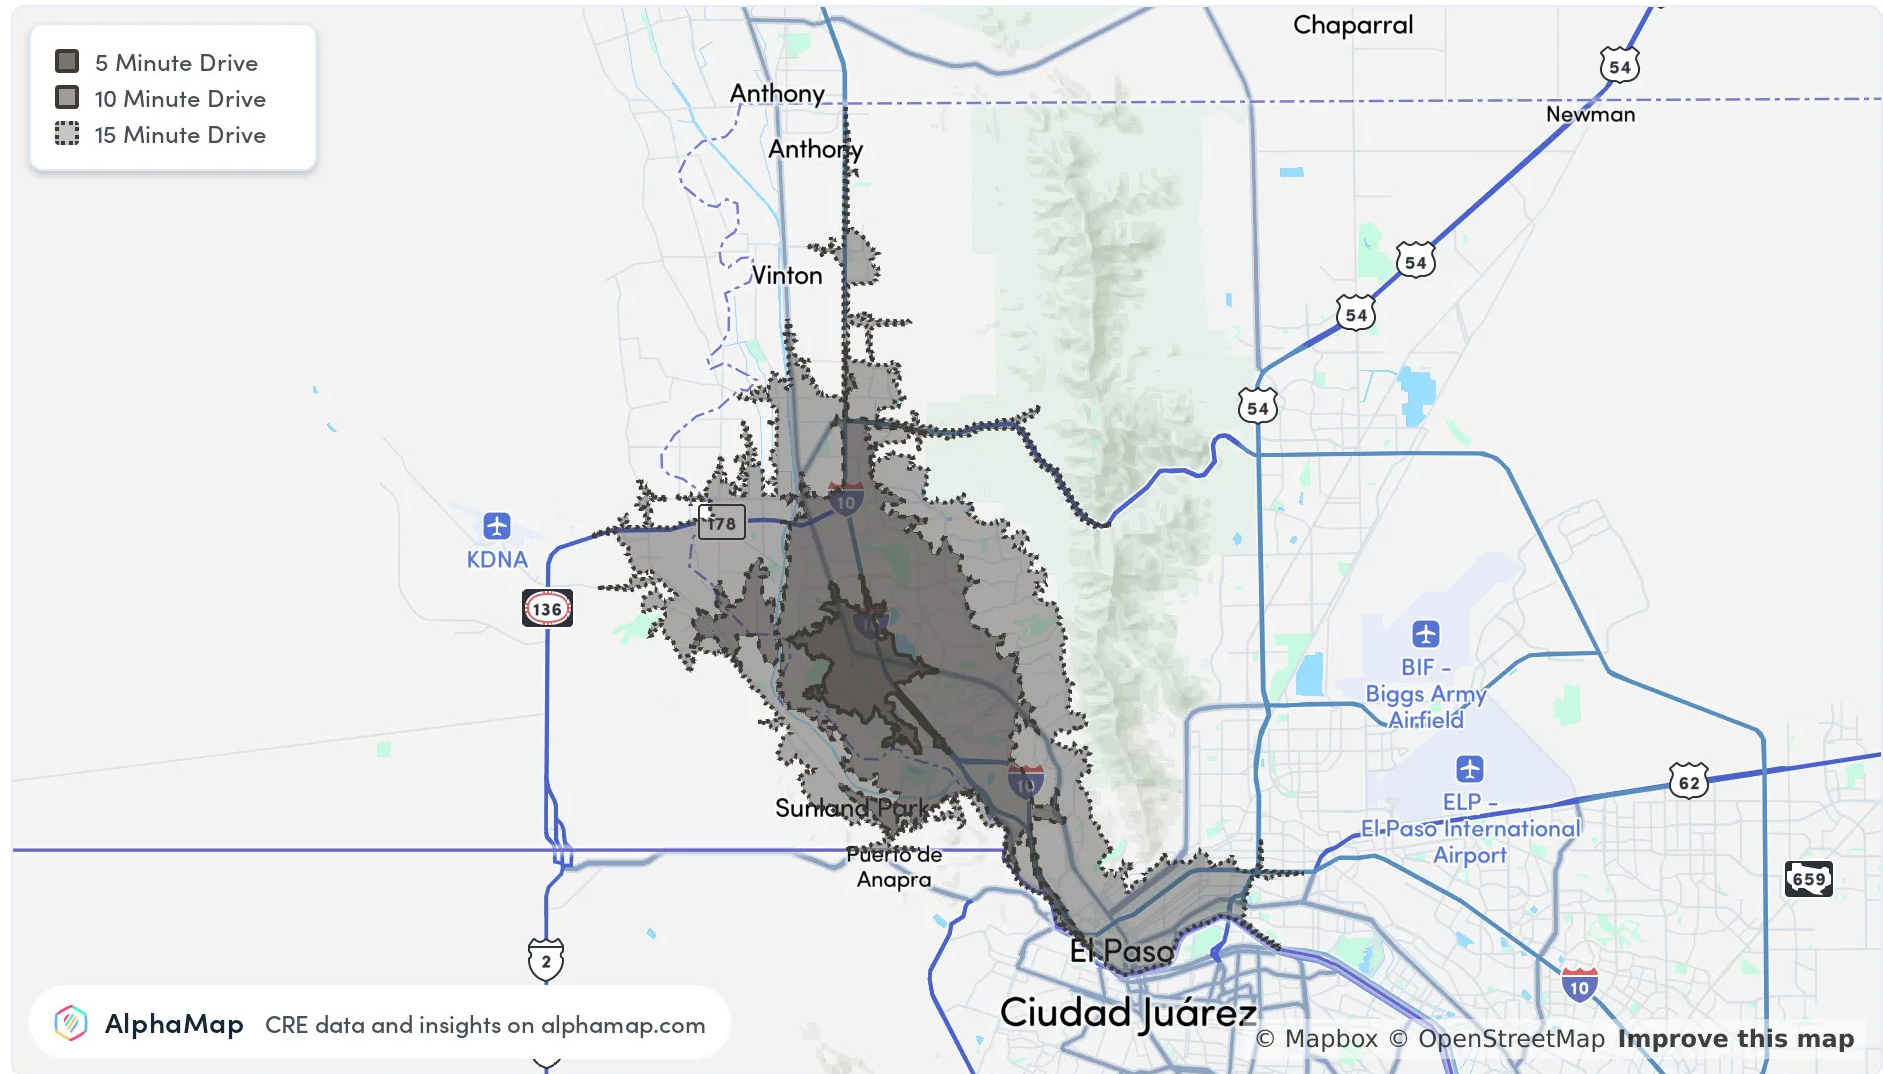 5 Minute Drive
10 Minute Drive
15 Minute Drive
Chaparral
54
Anthony
Newman
Anthony
54
Vinton
54
54
10
178
KDNA
136
10
BIF -
Biggs Army
Airfield
10
62
ELP -
El Paso International
Airport
Sunland Park
Puerto de
Anapra
659
El Paso
2
10
Ciudad Juárez
AlphaMap CRE data and insights on alphamap.com
© Mapbox © OpenStreetMap Improve this map